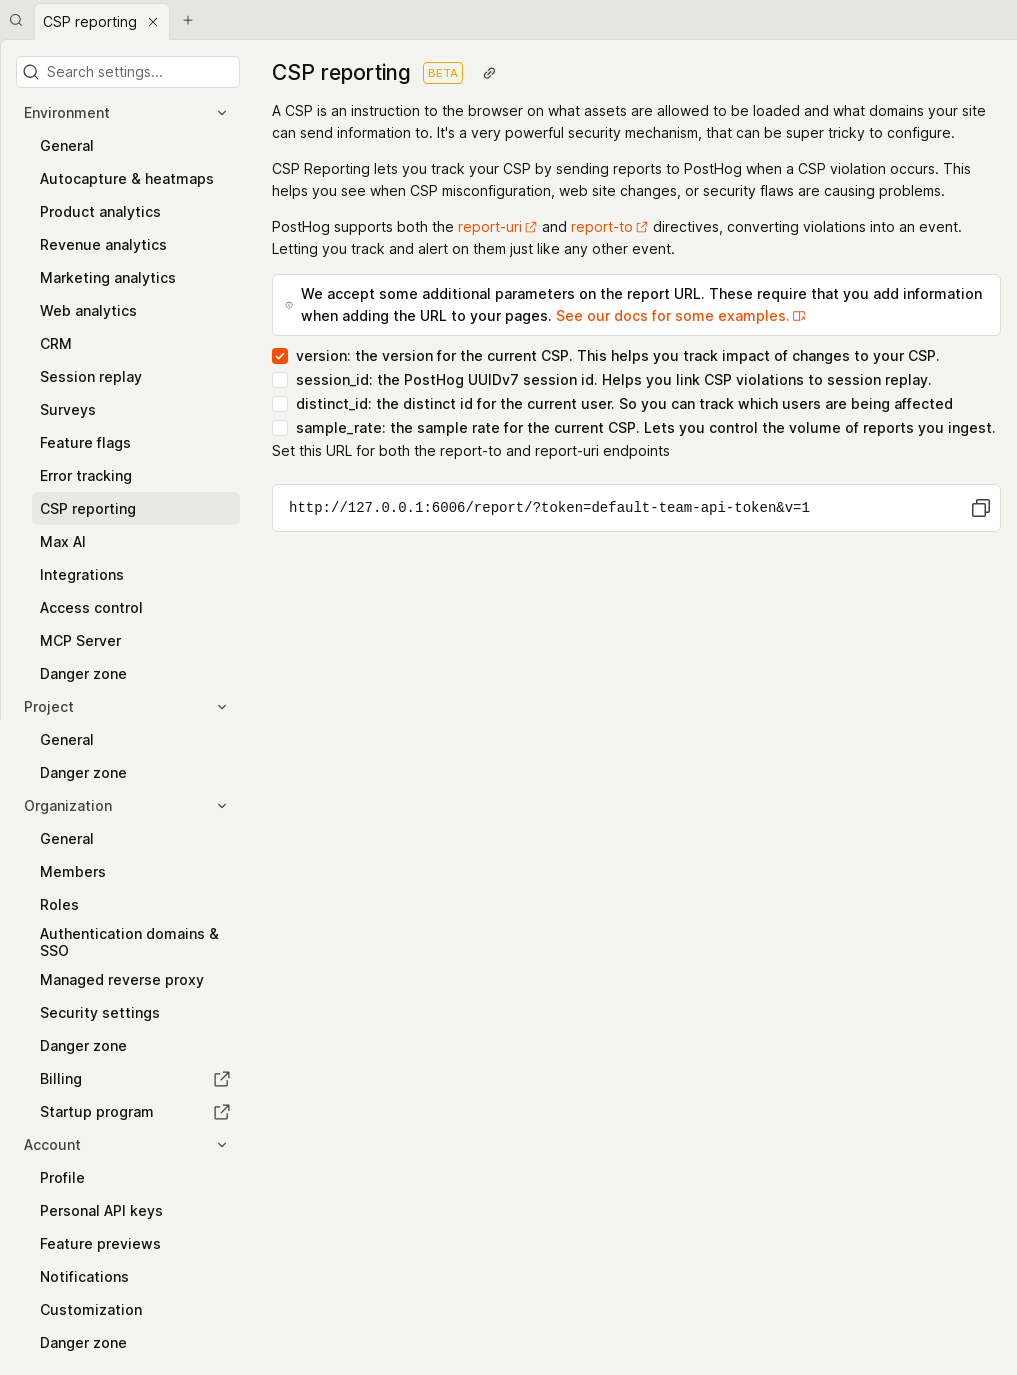 CSP reporting
Search settings...
Environment
General
Autocapture & heatmaps
Product analytics
Revenue analytics
Marketing analytics
Web analytics
CRM
Session replay
Surveys
Feature flags
Error tracking
CSP reporting
Max AI
Integrations
Access control
MCP Server
Danger zone
Project
General
Danger zone
Organization
General
Members
Roles
Authentication domains &
SSO
Managed reverse proxy
Security settings
Danger zone
Billing
Startup program
Account
Profile
Personal API keys
Feature previews
Notifications
Customization
Danger zone
CSP reporting BETA
A CSP is an instruction to the browser on what assets are allowed to be loaded and what domains your site
can send information to. It's a very powerful security mechanism, that can be super tricky to configure.
CSP Reporting lets you track your CSP by sending reports to PostHog when a CSP violation occurs. This
helps you see when CSP misconfiguration, web site changes, or security flaws are causing problems.
PostHog supports both the report-uri and report-to directives, converting violations into an event.
Letting you track and alert on them just like any other event.
We accept some additional parameters on the report URL. These require that you add information
when adding the URL to your pages. See our docs for some examples.
version: the version for the current CSP. This helps you track impact of changes to your CSP.
session_id: the PostHog UUIDv7 session id. Helps you link CSP violations to session replay.
distinct_id: the distinct id for the current user. So you can track which users are being affected
sample_rate: the sample rate for the current CSP. Lets you control the volume of reports you ingest.
Set this URL for both the report-to and report-uri endpoints
http://127.0.0.1:6006/report/?token=default-team-api-token&v=1